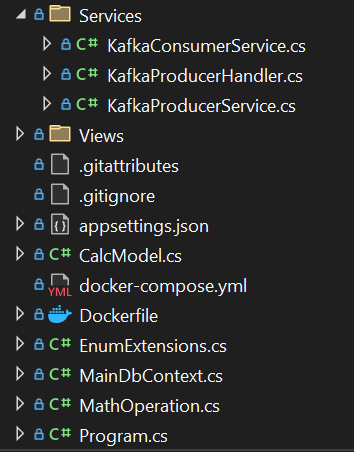 Services
C# KafkaConsumerService.cs
C# KafkaProducerHandler.cs
C# KafkaProducerService.cs
Views
.gitattributes
.gitignore
appsettings.json
C# CalcModel.cs
YML docker-compose.yml
Dockerfile
C# EnumExtensions.cs
C# MainDbContext.cs
C# MathOperation.cs
C# Program.cs